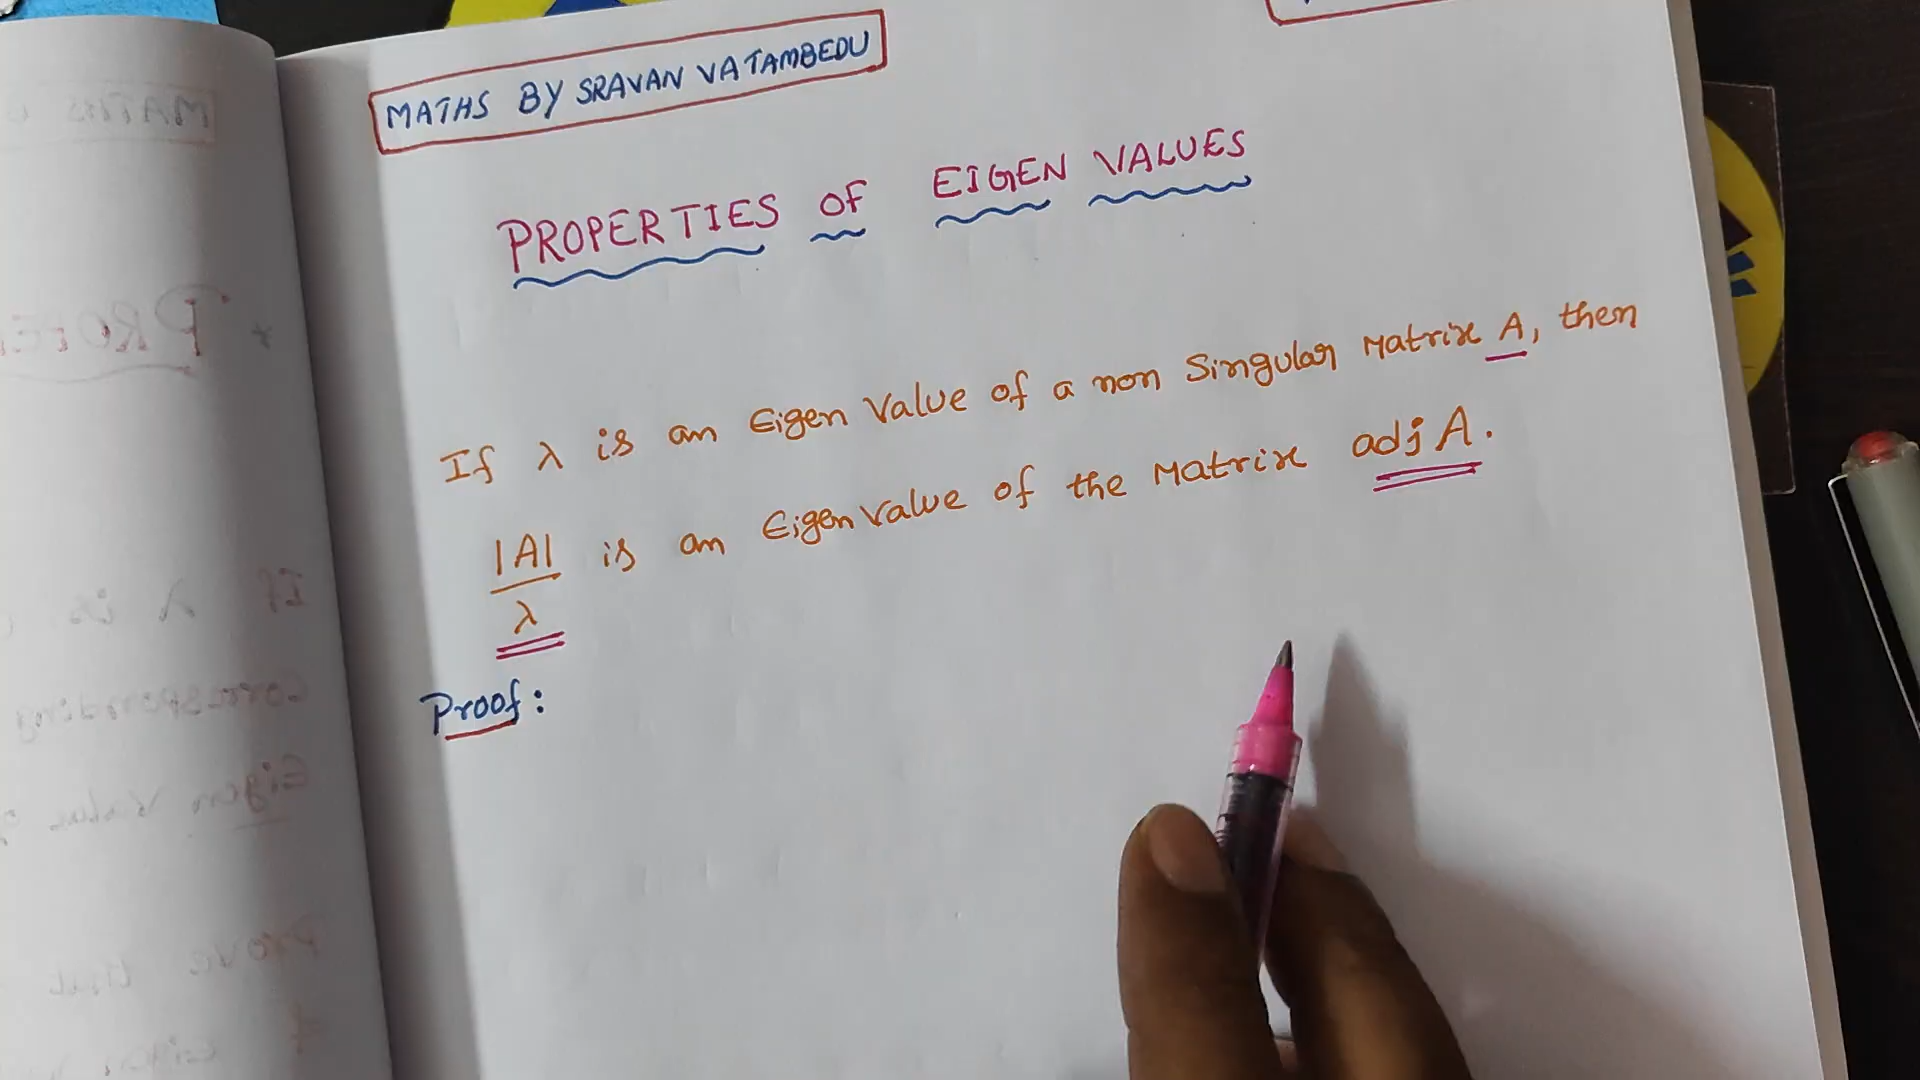 MATHS BY SRAVAN VATAMBEDU
PROPERTIES OF EIGEN VALUES
If λ is an Eigen Value of a non Singular Matrix A, then
|A|/λ is an Eigen Value of the Matrix adj A.
Proof: